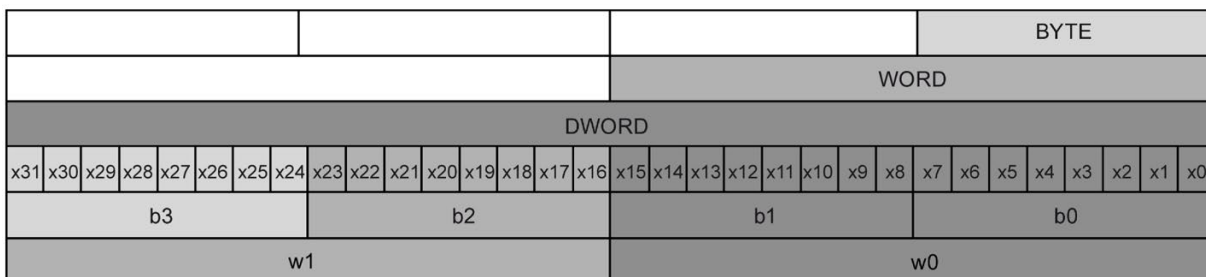 BYTE
WORD
DWORD
x31 x30 x29 x28 x27 x26 x25 x24 x23 x22 x21 x20 x19 x18 x17 x16 x15 x14 x13 x12 x11 x10 x9 x8 x7 x6 x5 x4 x3 x2 x1 x0
b3 b2 b1 b0
w1 w0